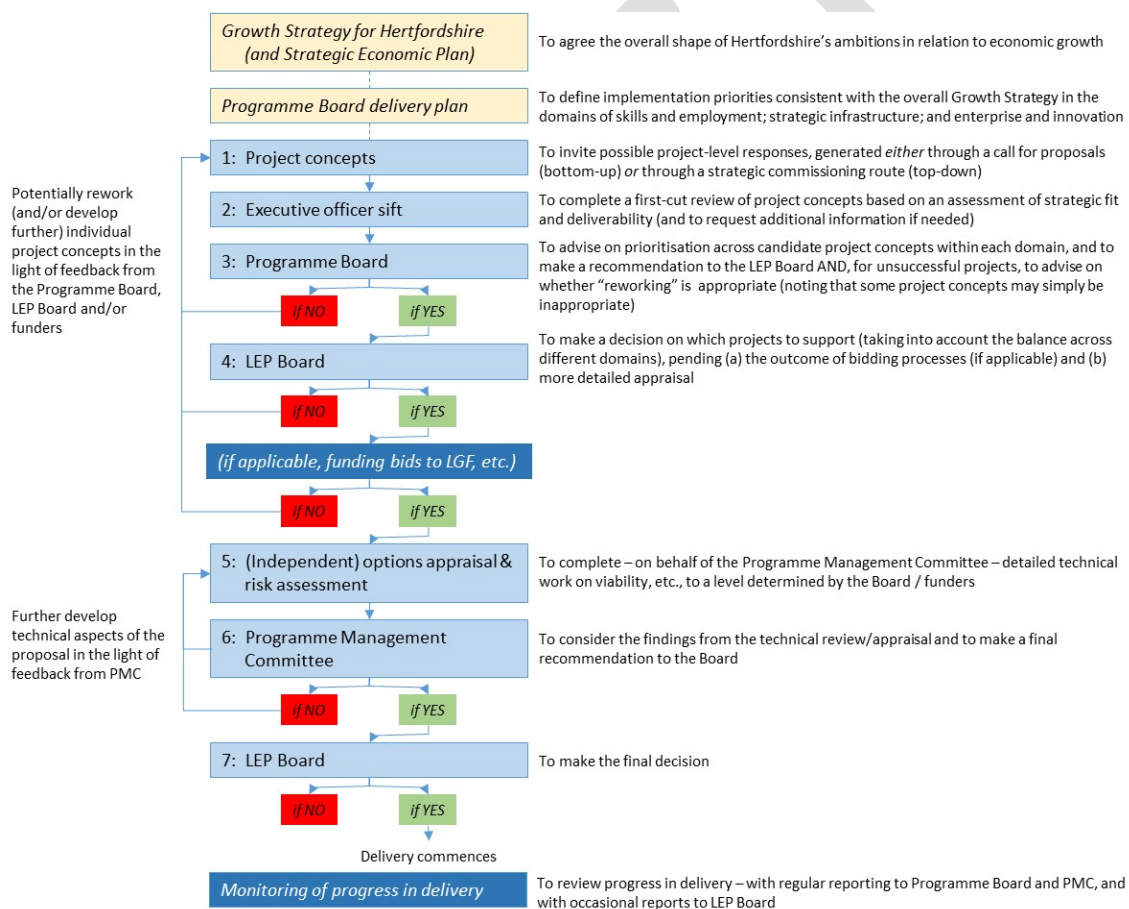 Growth Strategy for Hertfordshire
(and Strategic Economic Plan)
To agree the overall shape of Hertfordshire's ambitions in relation to economic growth
Programme Board delivery plan
To define implementation priorities consistent with the overall Growth Strategy in the
domains of skills and employment; strategic infrastructure; and enterprise and innovation
1: Project concepts
To invite possible project-level responses, generated either through a call for proposals
(bottom-up) or through a strategic commissioning route (top-down)
Potentially rework
(and/or develop
further) individual
project concepts in the
light of feedback from
the Programme Board,
LEP Board and/or
funders
2: Executive officer sift
To complete a first-cut review of project concepts based on an assessment of strategic fit
and deliverability (and to request additional information if needed)
3: Programme Board
To advise on prioritisation across candidate project concepts within each domain, and to
make a recommendation to the LEP Board AND, for unsuccessful projects, to advise on
whether "reworking" is appropriate (noting that some project concepts may simply be
inappropriate)
if NO
if YES
4: LEP Board
To make a decision on which projects to support (taking into account the balance across
different domains), pending (a) the outcome of bidding processes (if applicable) and (b)
more detailed appraisal
if NO
if YES
(if applicable, funding bids to LGF, etc.)
if NO
if YES
5: (Independent) options appraisal &
risk assessment
To complete – on behalf of the Programme Management Committee – detailed technical
work on viability, etc., to a level determined by the Board / funders
Further develop
technical aspects of the
proposal in the light of
feedback from PMC
6: Programme Management
Committee
To consider the findings from the technical review/appraisal and to make a final
recommendation to the Board
if NO
if YES
7: LEP Board
To make the final decision
if NO
if YES
Delivery commences
Monitoring of progress in delivery
To review progress in delivery – with regular reporting to Programme Board and PMC, and
with occasional reports to LEP Board